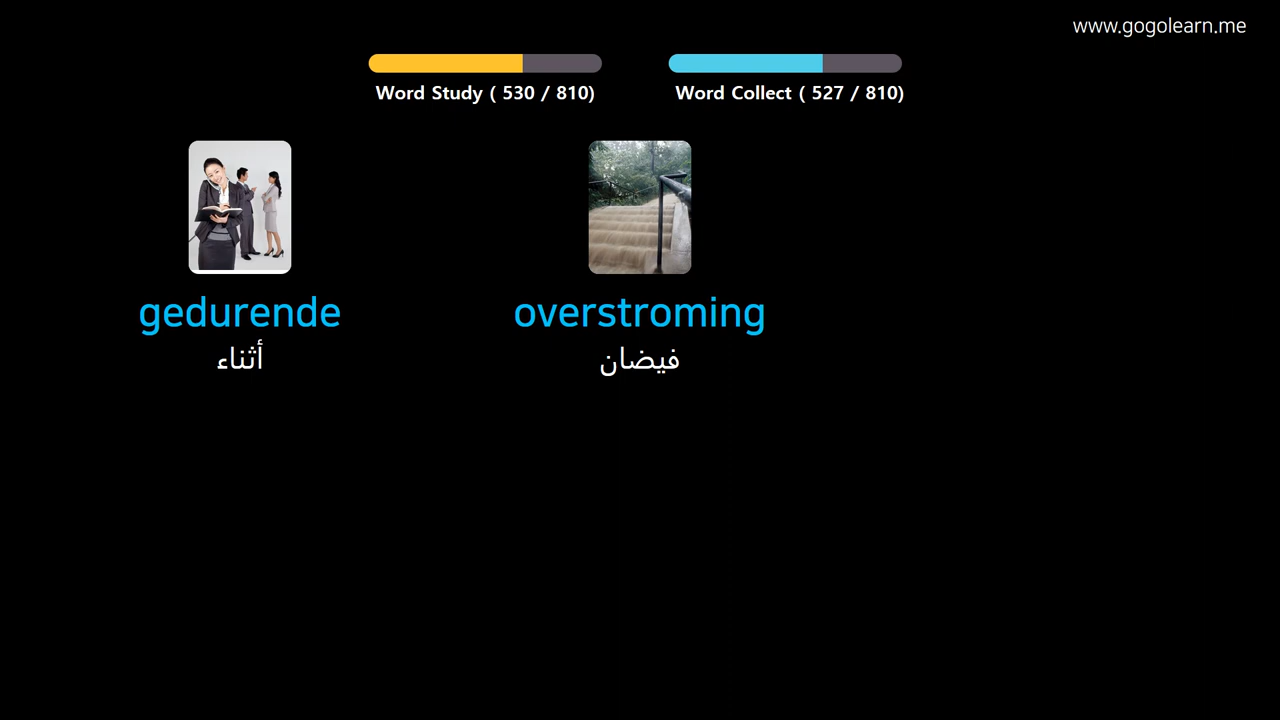 www.gogolearn.me
Word Study ( 530 / 810)
Word Collect ( 527 / 810)
gedurende
أثناء
overstroming
فيضان